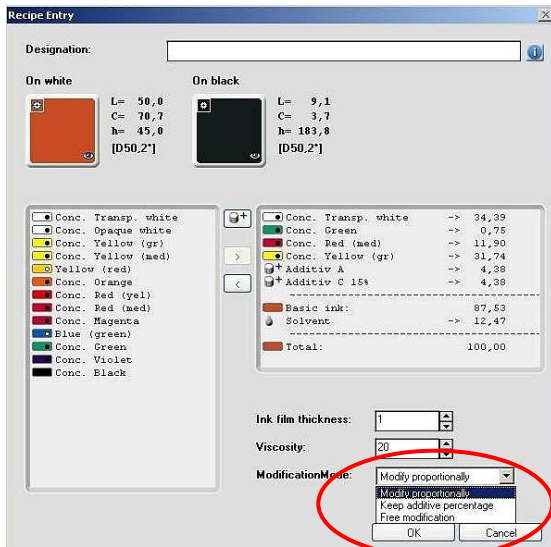 Recipe Entry
Designation:
On white
On black
L= 50,0
C= 70,7
h= 45,0
[D50,2°]
L= 9,1
C= 3,7
h= 183,8
[D50,2°]
Conc. Transp. white
Conc. Opaque white
Conc. Yellow (gr)
Conc. Yellow (med)
Yellow (red)
Conc. Orange
Conc. Red (yel)
Conc. Red (med)
Conc. Magenta
Blue (green)
Conc. Green
Conc. Violet
Conc. Black
Conc. Transp. white -> 34,39
Conc. Green -> 0,75
Conc. Red (med) -> 11,90
Conc. Yellow (gr) -> 31,74
Additiv A -> 4,38
Additiv C 15% -> 4,38
Basic ink: 87,53
Solvent -> 12,47
Total: 100,00
Ink film thickness: 1
Viscosity: 20
ModificationMode: Modify proportionally
Modify proportionally
Keep additive percentage
Free modification
OK Cancel